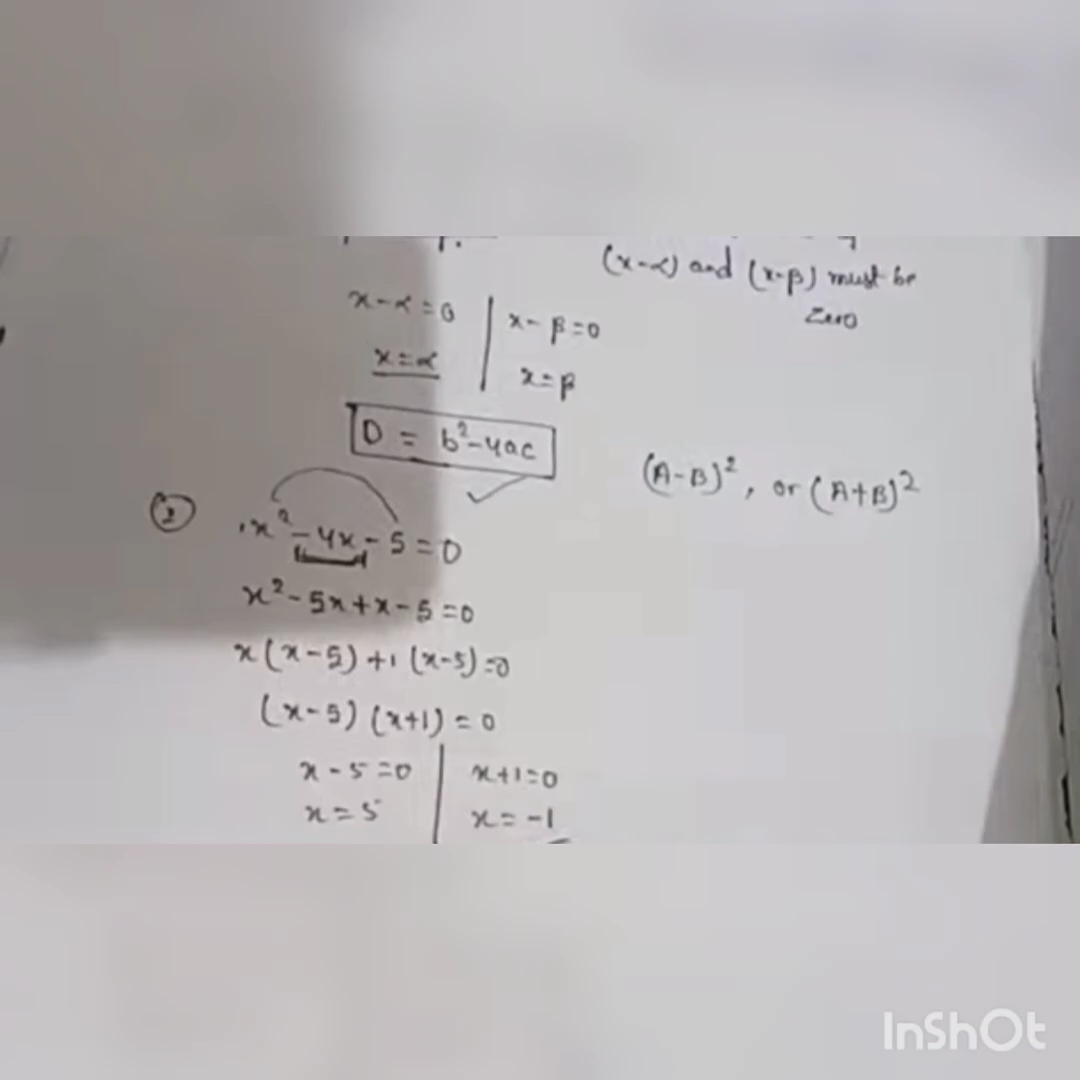 (x-α) and (x-β) must be
zero
x-α=0 | x-β=0
x=α | x=β
D = b²-4ac
(A-B)², or (A+B)²
② x²-4x-5=0
x²-5x+x-5=0
x(x-5)+1(x-5)=0
(x-5)(x+1)=0
x-5=0 | x+1=0
x=5 | x=-1
InShOt